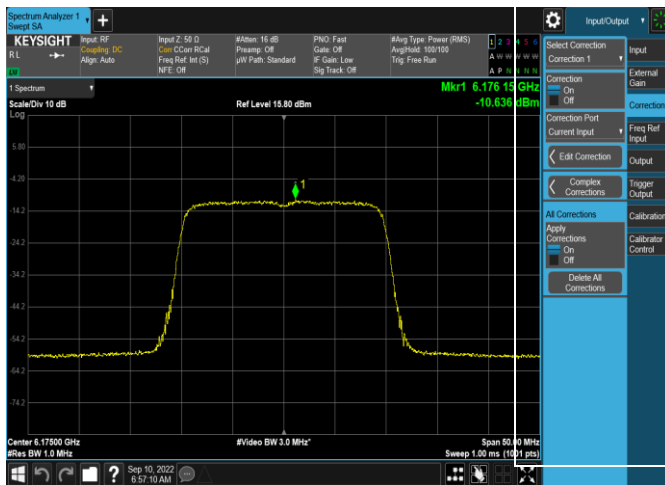 Spectrum Analyzer 1
Swept SA
Input/Output
KEYSIGHT
RL
Input: RF
Coupling: DC
Align: Auto
Input Z: 50 Ω
Corr CCorr RCal
Freq Ref: Int (S)
NFE: Off
#Atten: 16 dB
Preamp: Off
µW Path: Standard
PNO: Fast
Gate: Off
IF Gain: Low
Sig Track: Off
#Avg Type: Power (RMS)
Avg|Hold: 100/100
Trig: Free Run
1 2 3 4 5 6
A W W W W W
A P N N N N
1 Spectrum
Scale/Div 10 dB
Log
Ref Level 15.80 dBm
Mkr1 6.176 15 GHz
-10.636 dBm
5.80
-4.20
-14.2
-24.2
-34.2
-44.2
-54.2
-64.2
-74.2
1
Center 6.17500 GHz
#Res BW 1.0 MHz
#Video BW 3.0 MHz*
Span 50.00 MHz
Sweep 1.00 ms (1001 pts)
Sep 10, 2022
6:57:10 AM
Select Correction
Correction 1
Correction
On
Off
Correction Port
Current Input
Edit Correction
Complex
Corrections
All Corrections
Apply
Corrections
On
Off
Delete All
Corrections
Input
External
Gain
Correction
Freq Ref
Input
Output
Trigger
Output
Calibration
Calibrator
Control